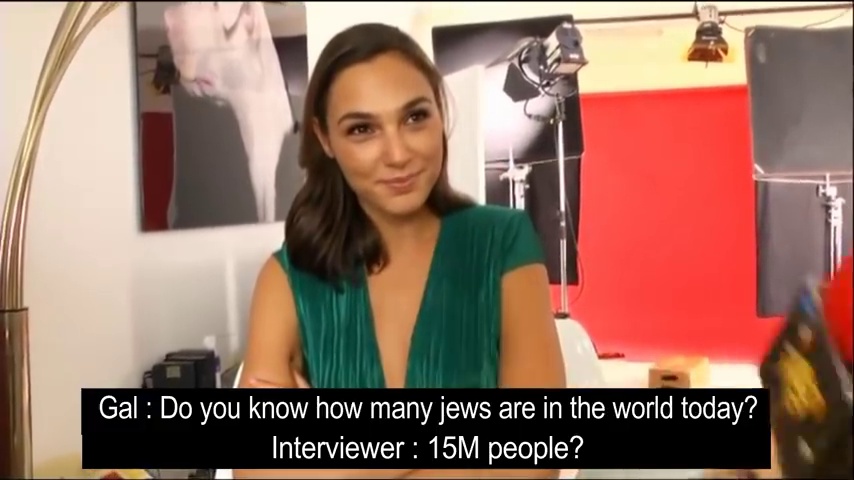 Gal : Do you know how many jews are in the world today?
Interviewer : 15M people?